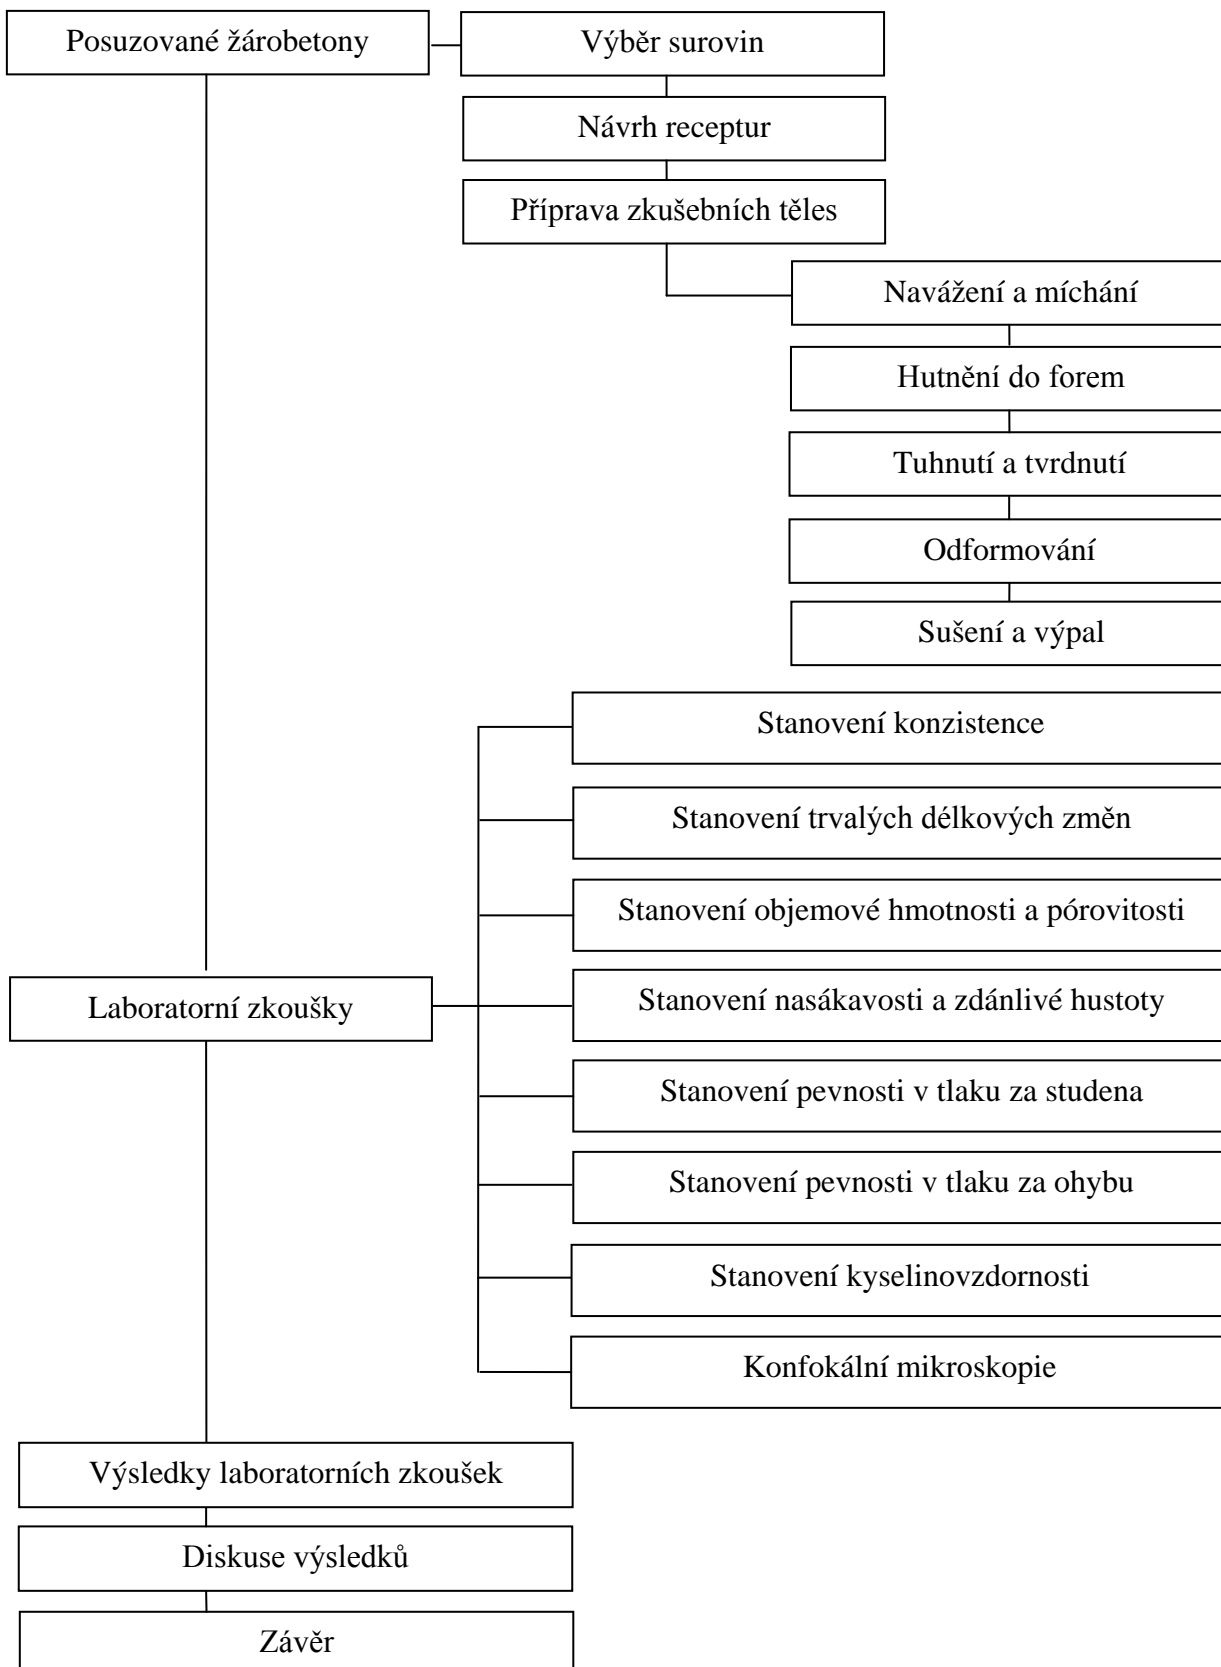 Posuzované žárobetony
Výběr surovin
Návrh receptur
Příprava zkušebních těles
Navážení a míchání
Hutnění do forem
Tuhnutí a tvrdnutí
Odformování
Sušení a výpal
Stanovení konzistence
Stanovení trvalých délkových změn
Stanovení objemové hmotnosti a pórovitosti
Laboratorní zkoušky
Stanovení nasákavosti a zdánlivé hustoty
Stanovení pevnosti v tlaku za studena
Stanovení pevnosti v tlaku za ohybu
Stanovení kyselinovzdornosti
Konfokální mikroskopie
Výsledky laboratorních zkoušek
Diskuse výsledků
Závěr